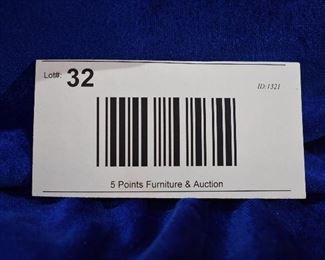 Lot#: 32 ID:1321
5 Points Furniture & Auction